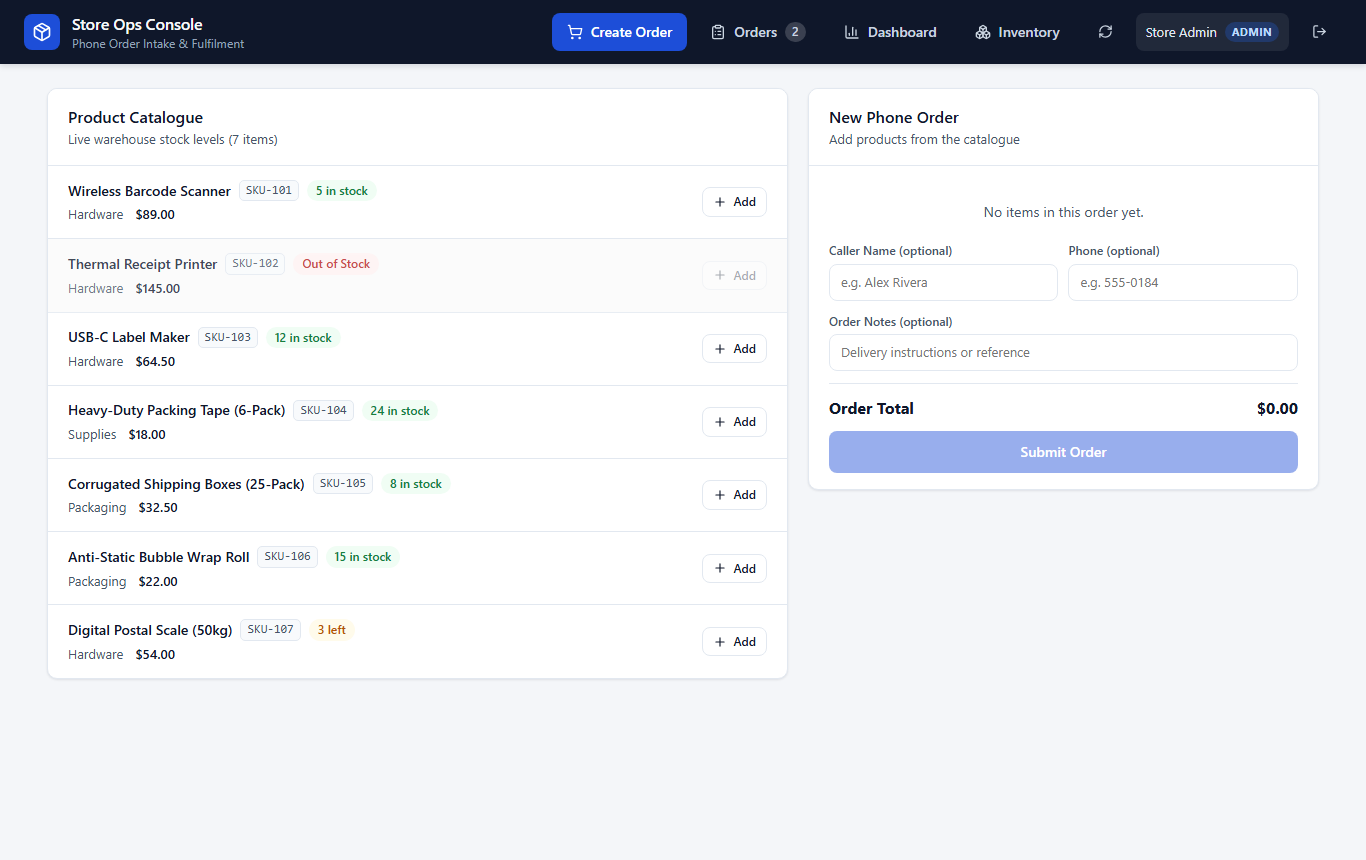 Store Ops Console
Phone Order Intake & Fulfilment
Create Order
Orders 2
Dashboard
Inventory
Store Admin ADMIN
Product Catalogue
Live warehouse stock levels (7 items)
Wireless Barcode Scanner SKU-101 5 in stock
Hardware $89.00
+ Add
Thermal Receipt Printer SKU-102 Out of Stock
Hardware $145.00
+ Add
USB-C Label Maker SKU-103 12 in stock
Hardware $64.50
+ Add
Heavy-Duty Packing Tape (6-Pack) SKU-104 24 in stock
Supplies $18.00
+ Add
Corrugated Shipping Boxes (25-Pack) SKU-105 8 in stock
Packaging $32.50
+ Add
Anti-Static Bubble Wrap Roll SKU-106 15 in stock
Packaging $22.00
+ Add
Digital Postal Scale (50kg) SKU-107 3 left
Hardware $54.00
+ Add
New Phone Order
Add products from the catalogue
No items in this order yet.
Caller Name (optional)
e.g. Alex Rivera
Phone (optional)
e.g. 555-0184
Order Notes (optional)
Delivery instructions or reference
Order Total $0.00
Submit Order